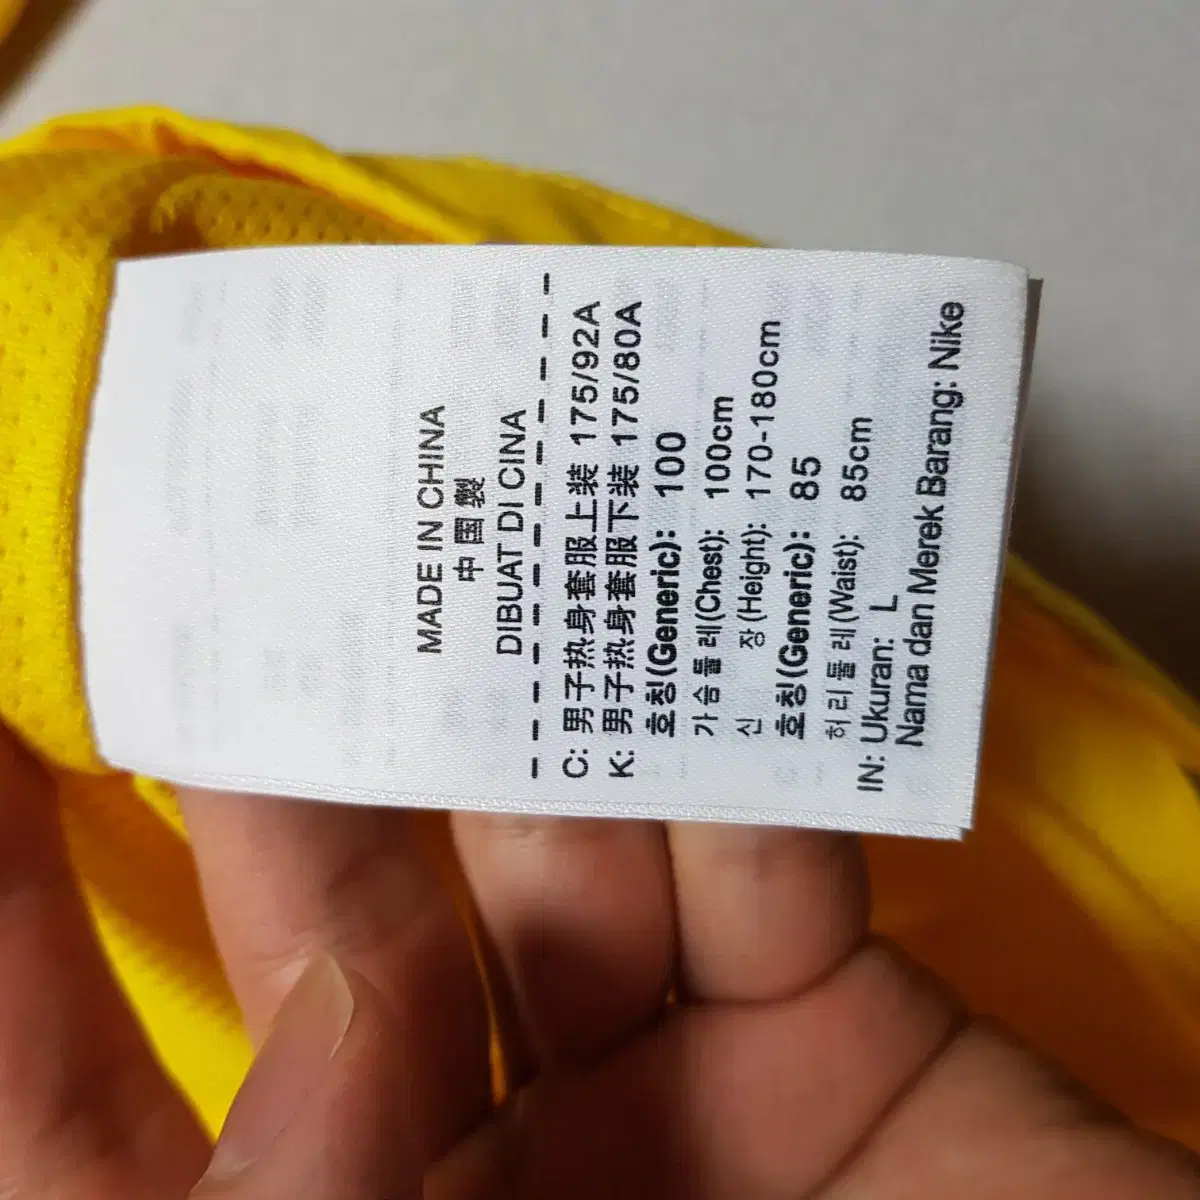 MADE IN CHINA
中国製
DIBUAT DI CINA
C: 男子热身套服上装 175/92A
K: 男子热身套服下装 175/80A
호칭(Generic): 100
가슴둘레(Chest): 100cm
신 장(Height): 170-180cm
호칭(Generic): 85
허리둘레(Waist): 85cm
IN: Ukuran: L
Nama dan Merek Barang: Nike